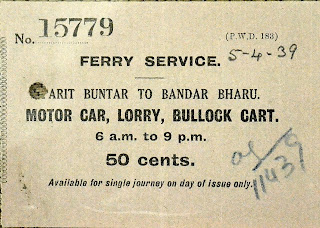 No. 15779
(P.W.D. 183)
5-4-39
FERRY SERVICE.
ARIT BUNTAR TO BANDAR BHARU.
MOTOR CAR, LORRY, BULLOCK CART.
6 a.m. to 9 p.m.
50 cents.
Available for single journey on day of issue only.